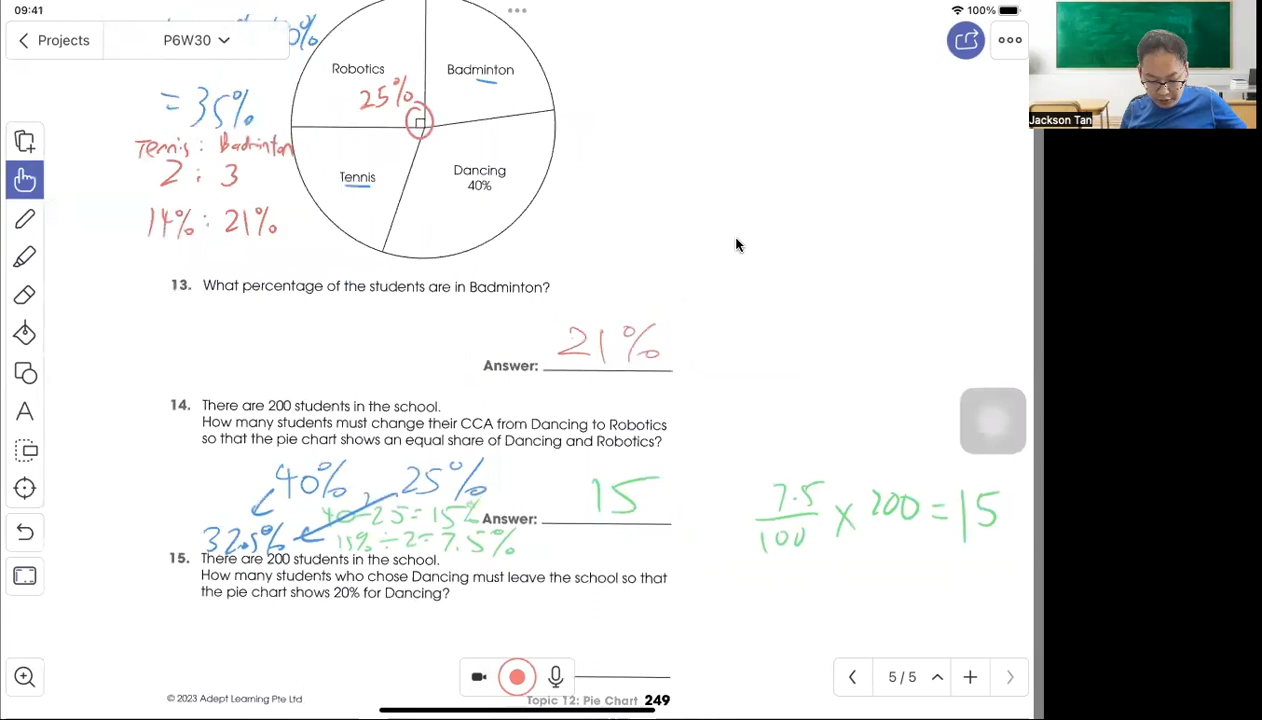 09:41
100%
Projects
P6W30
0%
Robotics
Badminton
25%
= 35%
Tennis : Badminton
2 : 3
14% : 21%
Tennis
Dancing
40%
13. What percentage of the students are in Badminton?
21%
Answer:
14. There are 200 students in the school.
How many students must change their CCA from Dancing to Robotics
so that the pie chart shows an equal share of Dancing and Robotics?
40% 25%
40-25=15%
15
Answer:
32.5%
15%÷2=7.5%
7.5/100 x 200 = 15
15. There are 200 students in the school.
How many students who chose Dancing must leave the school so that
the pie chart shows 20% for Dancing?
5/5
© 2023 Adept Learning Pte Ltd
Topic 12: Pie Chart 249
Jackson Tan
A